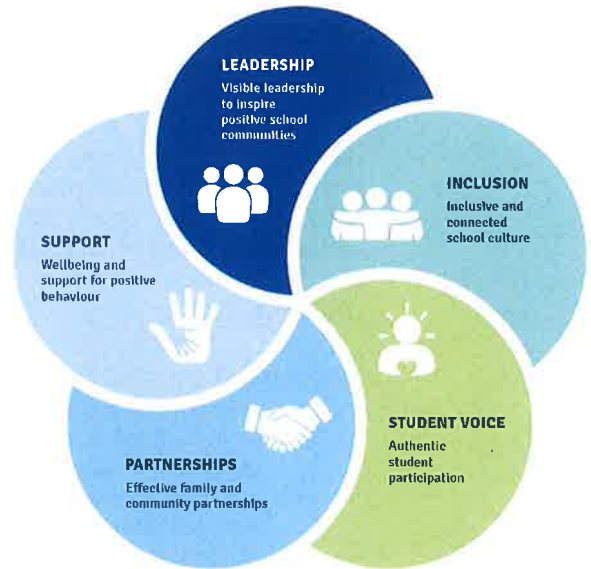 LEADERSHIP
Visible leadership
to inspire
positive school
communities
INCLUSION
Inclusive and
connected
school culture
SUPPORT
Wellbeing and
support for positive
behaviour
STUDENT VOICE
Authentic
student
participation
PARTNERSHIPS
Effective family and
community partnerships